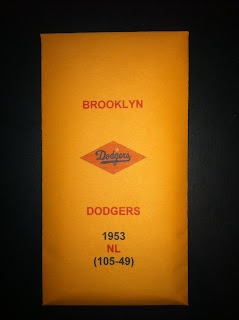 BROOKLYN
Dodgers
DODGERS
1953
NL
(105-49)